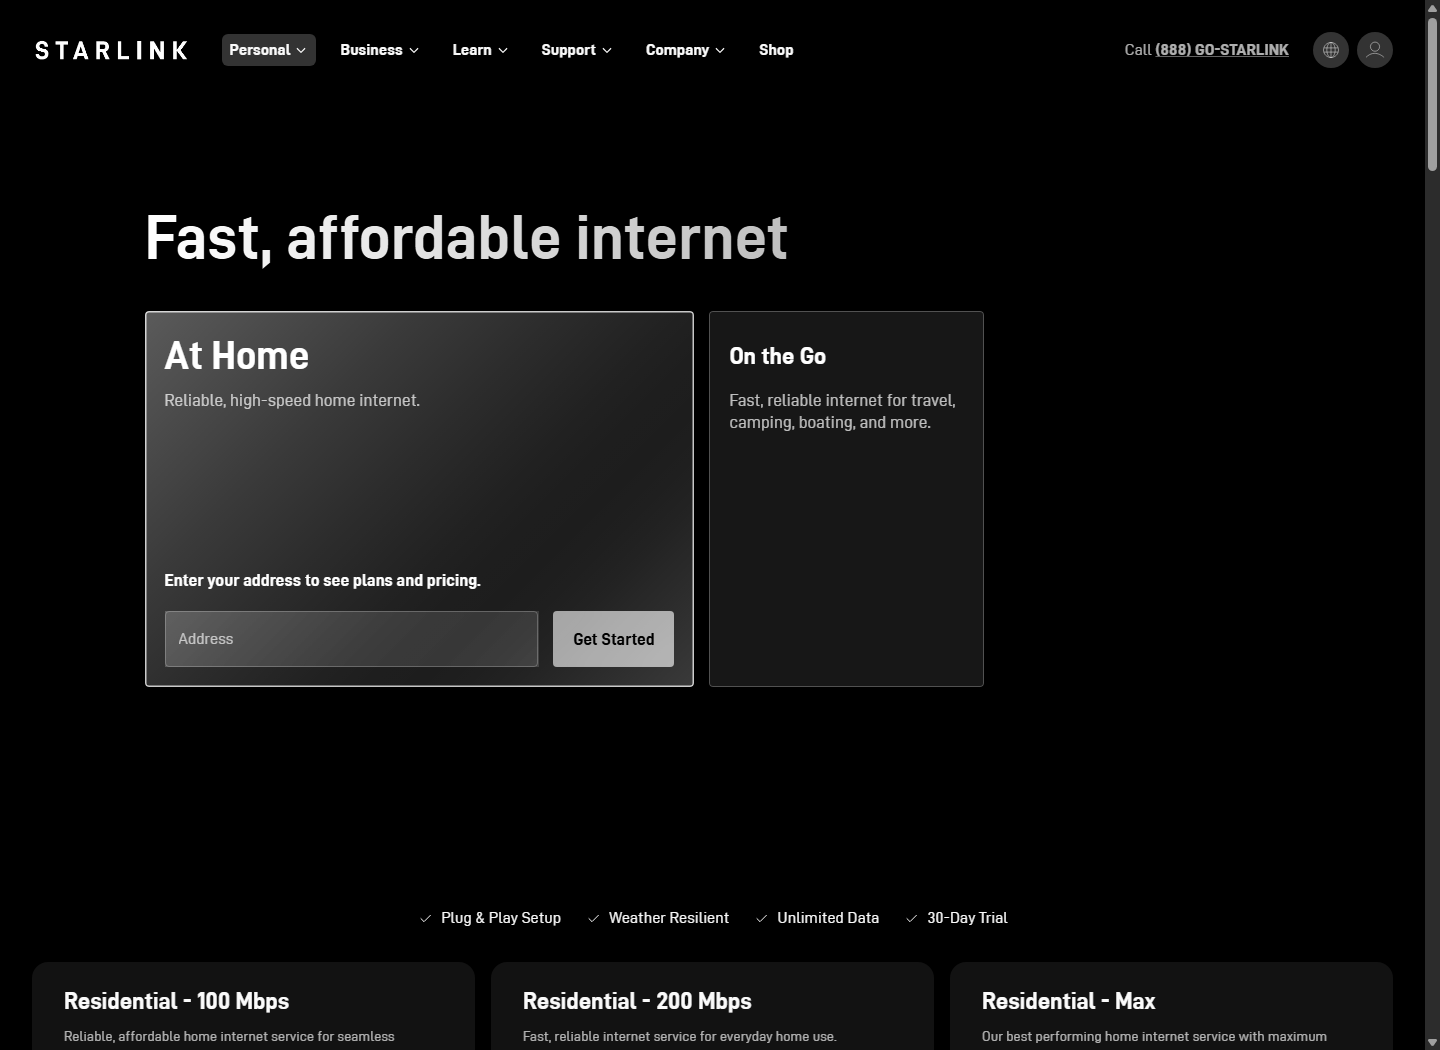 STARLINK
Personal
Business
Learn
Support
Company
Shop
Call (888) GO-STARLINK
Fast, affordable internet
At Home
Reliable, high-speed home internet.
Enter your address to see plans and pricing.
Address
Get Started
On the Go
Fast, reliable internet for travel,
camping, boating, and more.
Plug & Play Setup
Weather Resilient
Unlimited Data
30-Day Trial
Residential - 100 Mbps
Reliable, affordable home internet service for seamless
Residential - 200 Mbps
Fast, reliable internet service for everyday home use.
Residential - Max
Our best performing home internet service with maximum